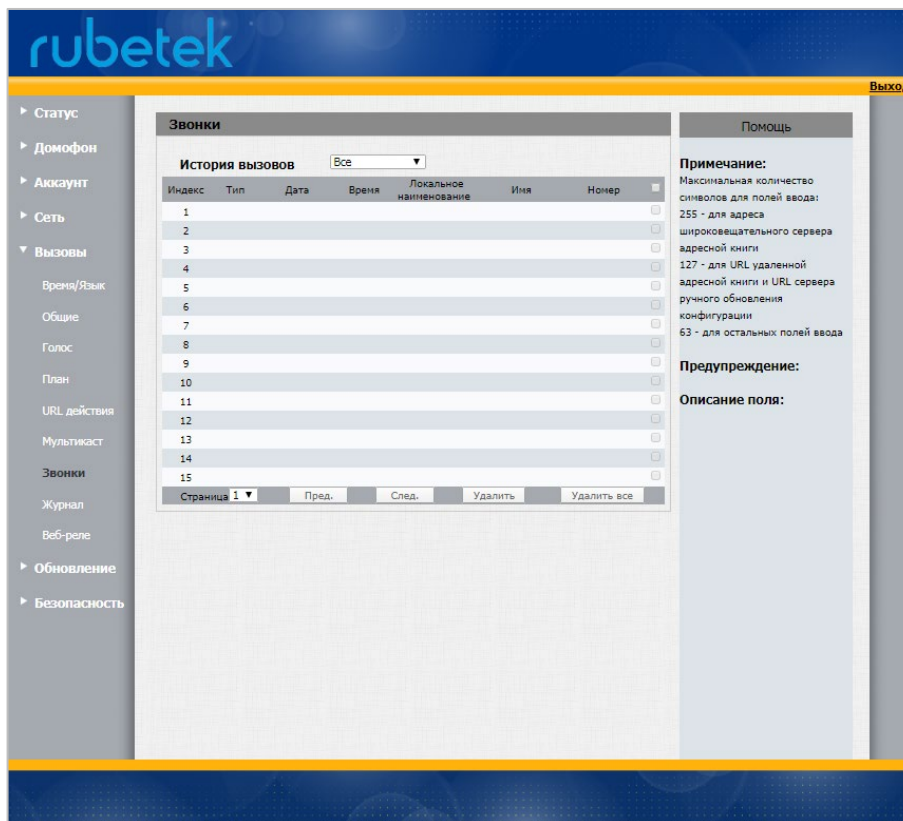 rubetek
Выход
Статус
Домофон
Аккаунт
Сеть
Вызовы
Время/Язык
Общие
Голос
План
URL действия
Мультикаст
Звонки
Журнал
Веб-реле
Обновление
Безопасность
Звонки
История вызовов Все
Индекс Тип Дата Время Локальное наименование Имя Номер
1
2
3
4
5
6
7
8
9
10
11
12
13
14
15
Страница 1 Пред. След. Удалить Удалить все
Помощь
Примечание:
Максимальная количество
символов для полей ввода:
255 - для адреса
широковещательного сервера
адресной книги
127 - для URL удаленной
адресной книги и URL сервера
ручного обновления
конфигурации
63 - для остальных полей ввода
Предупреждение:
Описание поля: